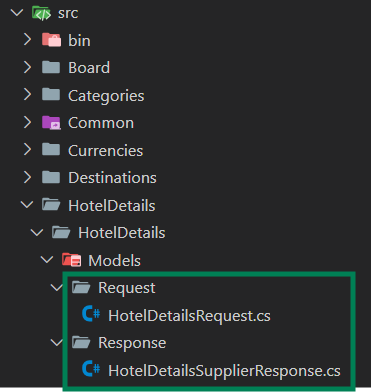 src
bin
Board
Categories
Common
Currencies
Destinations
HotelDetails
HotelDetails
Models
Request
C# HotelDetailsRequest.cs
Response
C# HotelDetailsSupplierResponse.cs